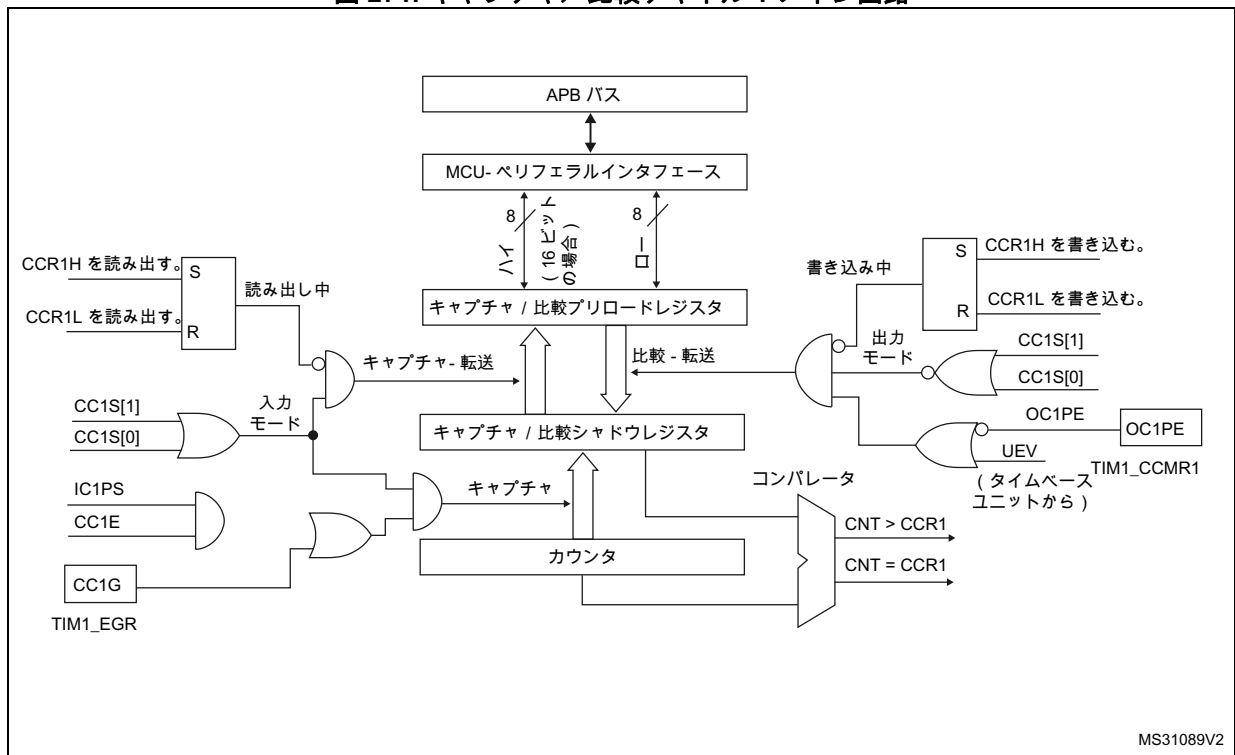 APB バス
MCU- ペリフェラルインタフェース
8
ハイ
( 16 ビット
の場合 )
8
ロー
CCR1H を読み出す。
S
読み出し中
CCR1L を読み出す。
R
キャプチャ / 比較プリロードレジスタ
書き込み中
S
CCR1H を書き込む。
R
CCR1L を書き込む。
キャプチャ - 転送
比較 - 転送
出力
モード
CC1S[1]
CC1S[0]
CC1S[1]
CC1S[0]
入力
モード
キャプチャ / 比較シャドウレジスタ
OC1PE
OC1PE
UEV
TIM1_CCMR1
( タイムベース
ユニットから )
IC1PS
CC1E
キャプチャ
コンパレータ
カウンタ
CNT > CCR1
CNT = CCR1
CC1G
TIM1_EGR
MS31089V2